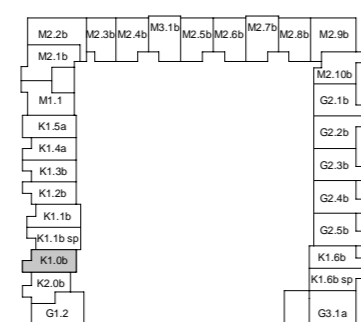 M2.2b M2.3b M2.4b M3.1b M2.5b M2.6b M2.7b M2.8b M2.9b
M2.1b M2.10b
M1.1 G2.1b
K1.5a G2.2b
K1.4a G2.3b
K1.3b G2.4b
K1.2b G2.5b
K1.1b K1.6b
K1.1b sp K1.6b sp
K1.0b
K2.0b
G1.2 G3.1a